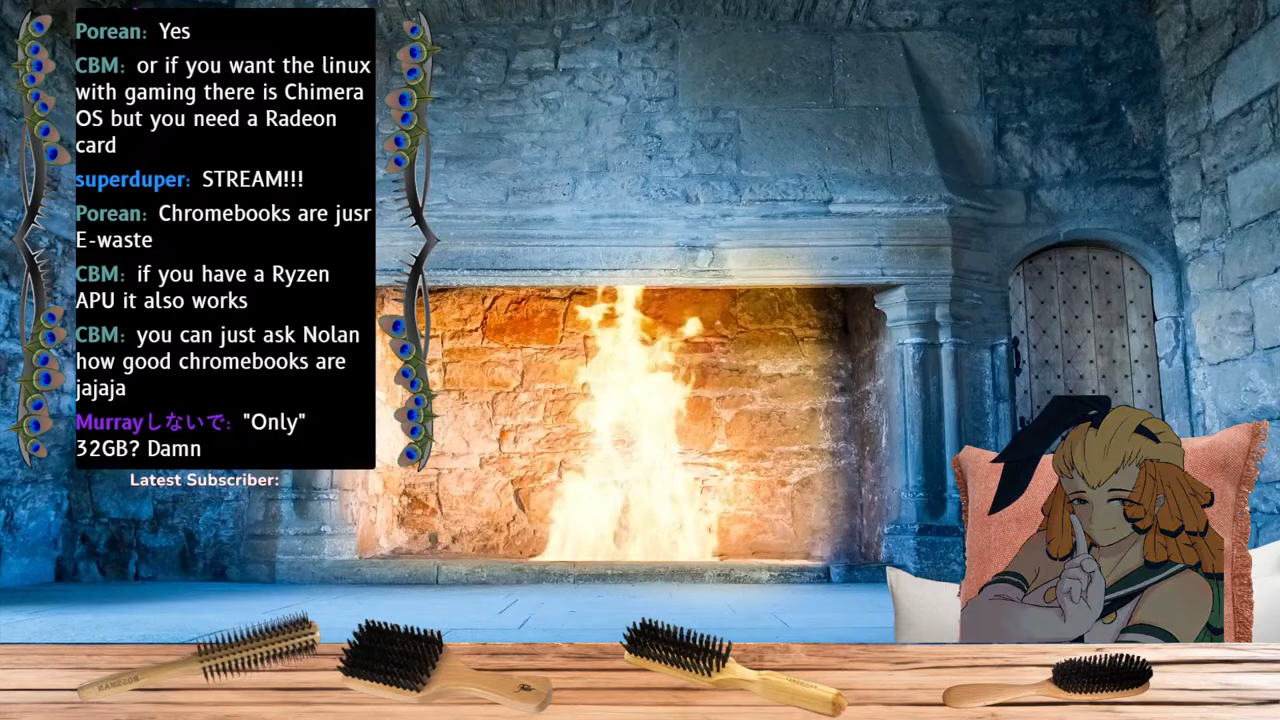 Porean: Yes
CBM: or if you want the linux
with gaming there is Chimera
OS but you need a Radeon
card
superduper: STREAM!!!
Porean: Chromebooks are jusr
E-waste
CBM: if you have a Ryzen
APU it also works
CBM: you can just ask Nolan
how good chromebooks are
jajaja
Murrayしないで: "Only"
32GB? Damn
Latest Subscriber: